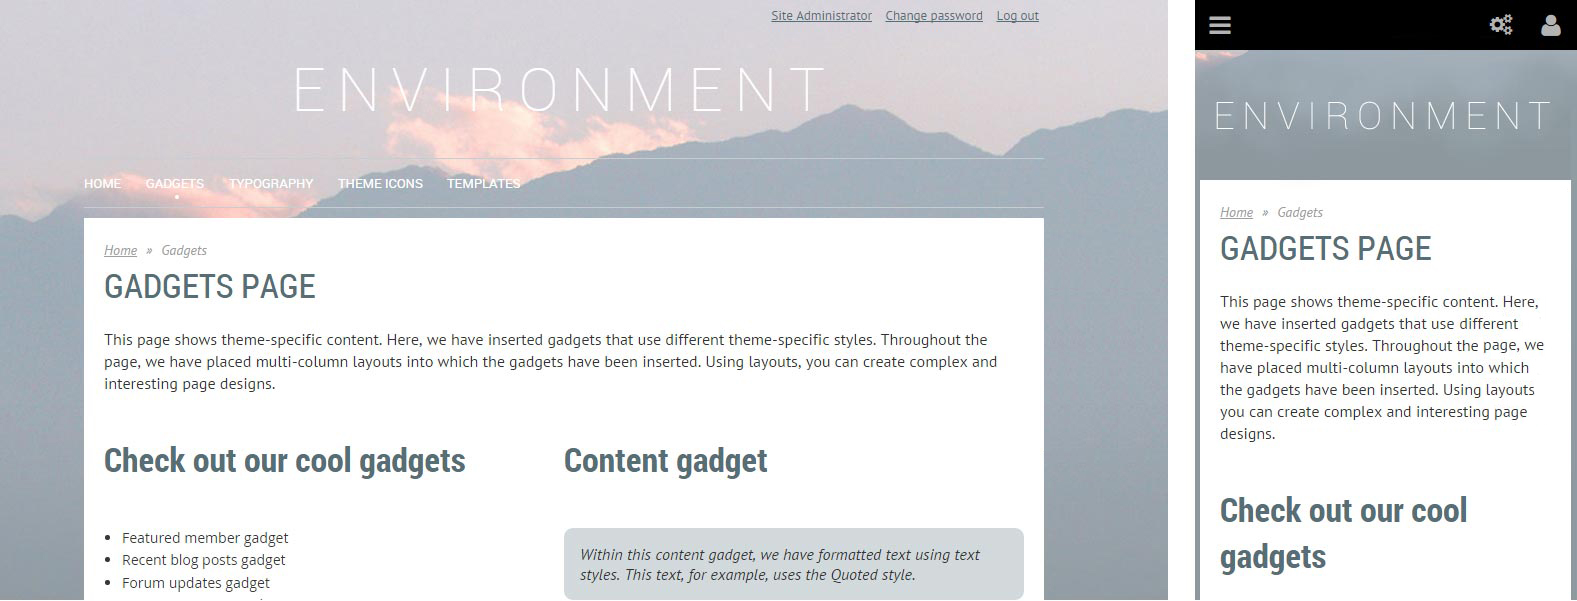 Site Administrator Change password Log out
ENVIRONMENT
HOME GADGETS TYPOGRAPHY THEME ICONS TEMPLATES
Home » Gadgets
GADGETS PAGE
This page shows theme-specific content. Here, we have inserted gadgets that use different theme-specific styles. Throughout the
page, we have placed multi-column layouts into which the gadgets have been inserted. Using layouts, you can create complex and
interesting page designs.
Check out our cool gadgets
Featured member gadget
Recent blog posts gadget
Forum updates gadget
Content gadget
Within this content gadget, we have formatted text using text
styles. This text, for example, uses the Quoted style.
ENVIRONMENT
Home » Gadgets
GADGETS PAGE
This page shows theme-specific content. Here,
we have inserted gadgets that use different
theme-specific styles. Throughout the page, we
have placed multi-column layouts into which
the gadgets have been inserted. Using layouts
you can create complex and interesting page
designs.
Check out our cool
gadgets